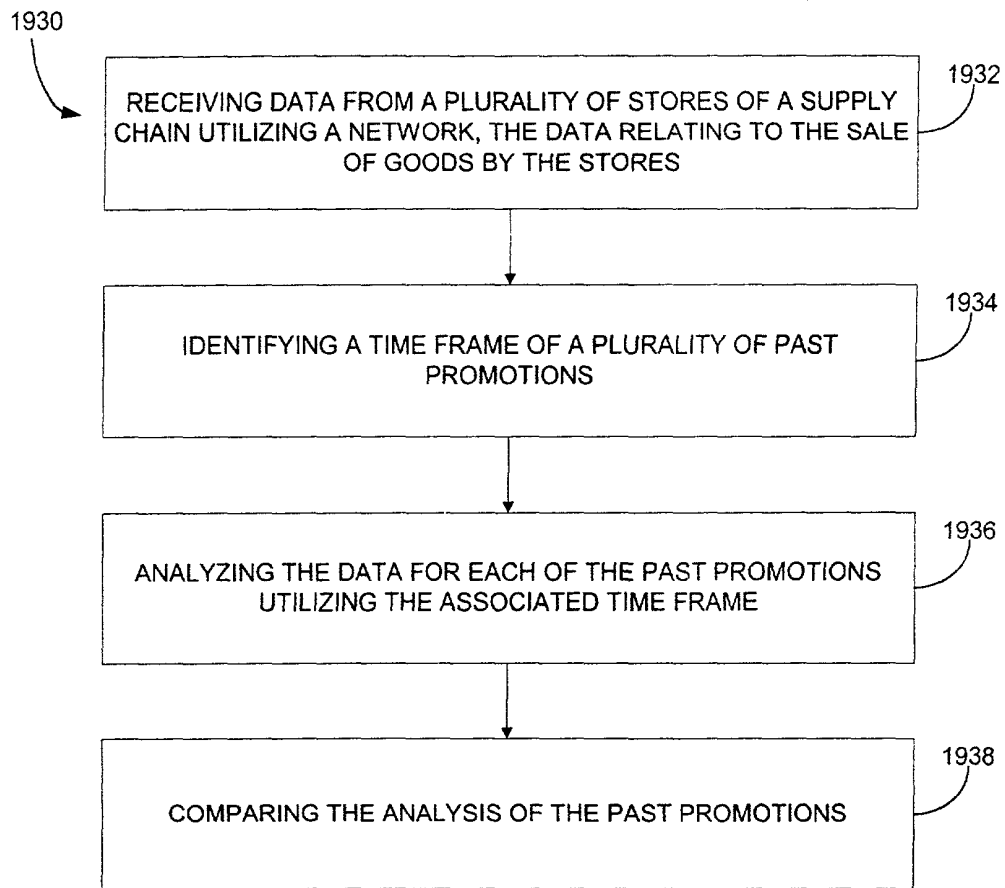 1930
1932
RECEIVING DATA FROM A PLURALITY OF STORES OF A SUPPLY
CHAIN UTILIZING A NETWORK, THE DATA RELATING TO THE SALE
OF GOODS BY THE STORES
1934
IDENTIFYING A TIME FRAME OF A PLURALITY OF PAST
PROMOTIONS
1936
ANALYZING THE DATA FOR EACH OF THE PAST PROMOTIONS
UTILIZING THE ASSOCIATED TIME FRAME
1938
COMPARING THE ANALYSIS OF THE PAST PROMOTIONS